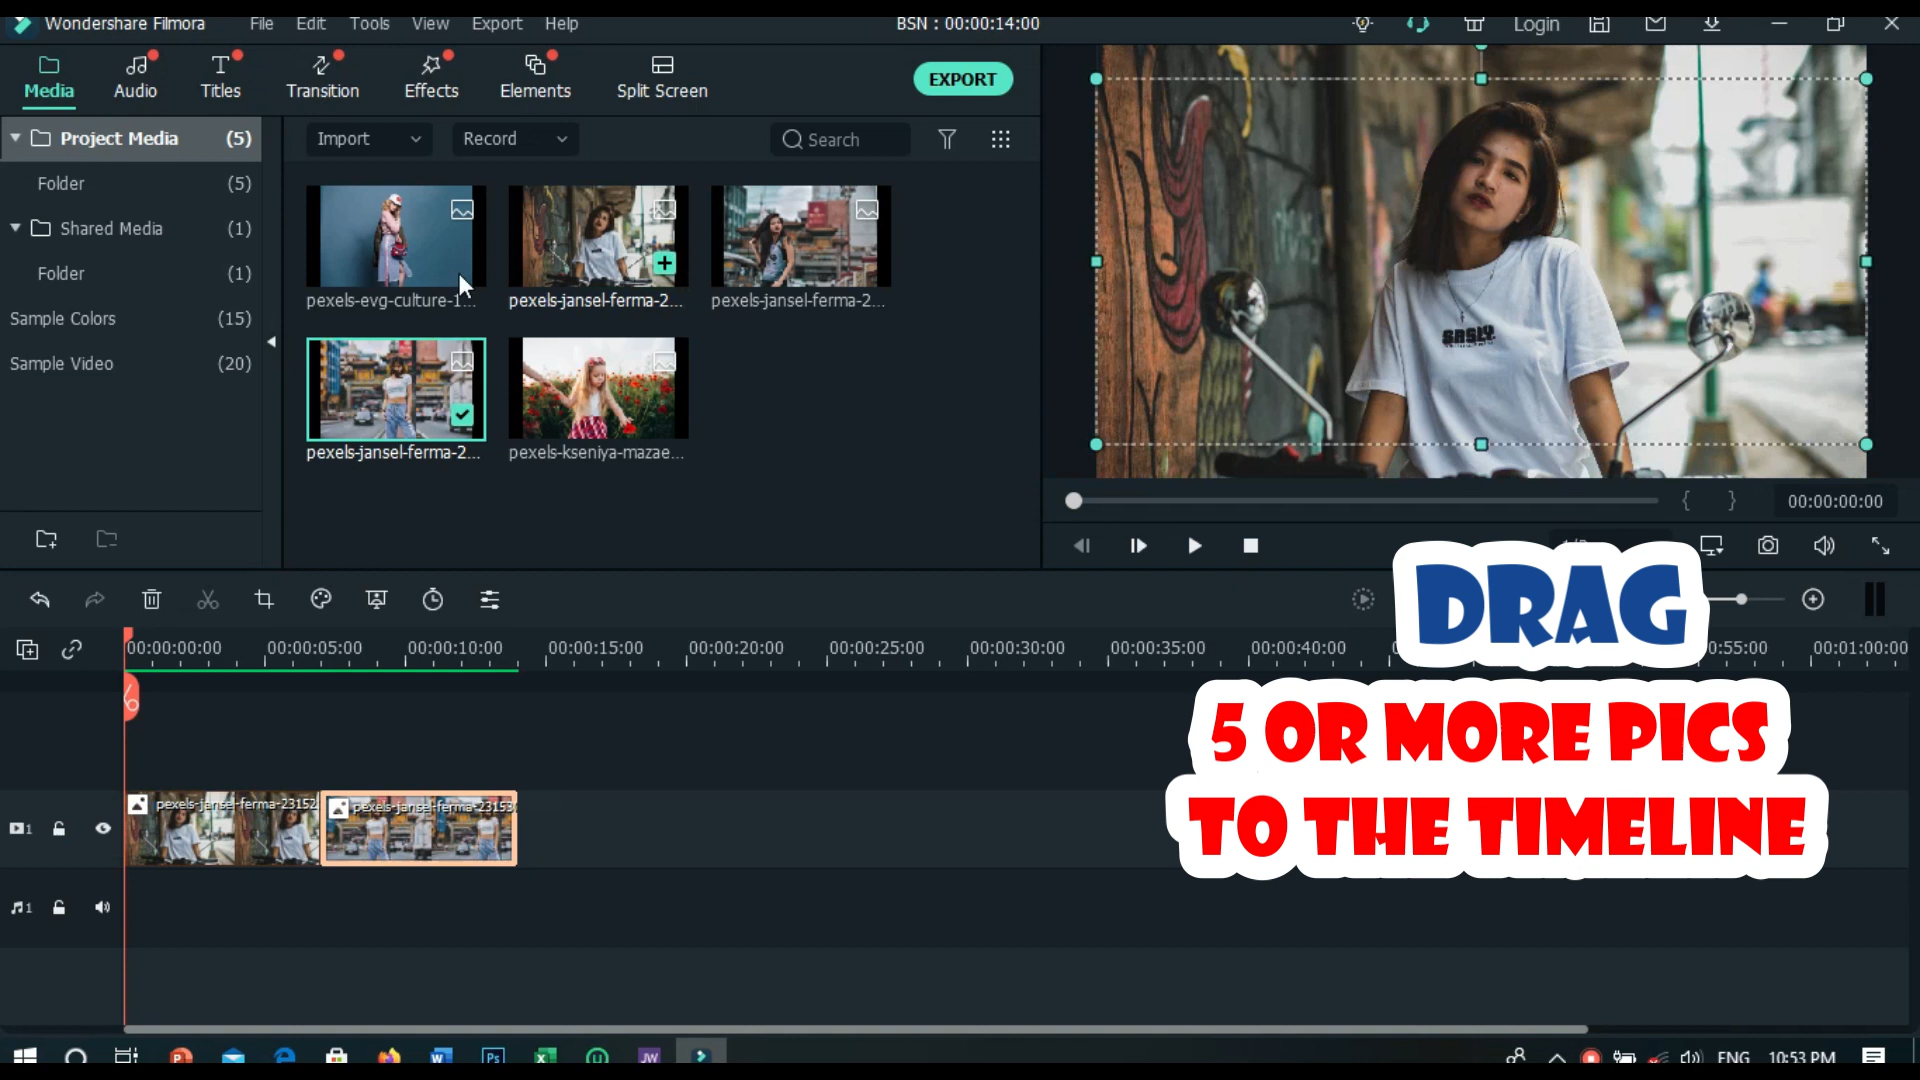 Wondershare Filmora
File Edit Tools View Export Help
BSN : 00:00:14:00
Login
Media Audio Titles Transition Effects Elements Split Screen
EXPORT
Project Media (5)
Folder (5)
Shared Media (1)
Folder (1)
Sample Colors (15)
Sample Video (20)
Import Record Search
pexels-evg-culture-1...
pexels-jansel-ferma-2...
pexels-jansel-ferma-2...
pexels-jansel-ferma-2...
pexels-kseniya-mazae...
00:00:00:00
00:00:00:00 00:00:05:00 00:00:10:00 00:00:15:00 00:00:20:00 00:00:25:00 00:00:30:00 00:00:35:00 00:00:40:00 0:55:00 00:01:00:00
DRAG
5 OR MORE PICS
TO THE TIMELINE
pexels-jansel-ferma-23152
pexels-jansel-ferma-23153
1
1
W Ps JW
ENG 10:53 PM